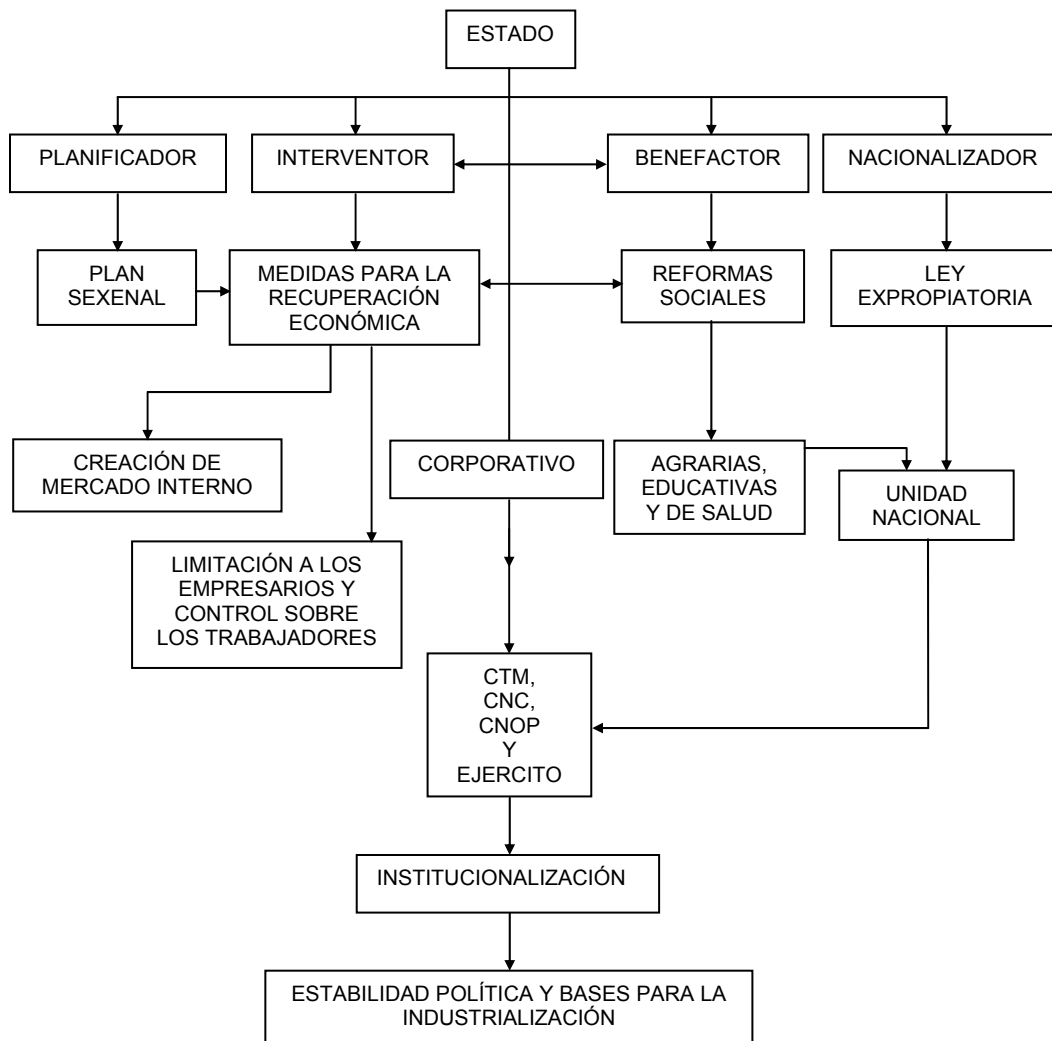 ESTADO
PLANIFICADOR
INTERVENTOR
BENEFACTOR
NACIONALIZADOR
PLAN
SEXENAL
MEDIDAS PARA LA
RECUPERACIÓN
ECONÓMICA
REFORMAS
SOCIALES
LEY
EXPROPIATORIA
CREACIÓN DE
MERCADO INTERNO
CORPORATIVO
AGRARIAS,
EDUCATIVAS
Y DE SALUD
UNIDAD
NACIONAL
LIMITACIÓN A LOS
EMPRESARIOS Y
CONTROL SOBRE
LOS TRABAJADORES
CTM,
CNC,
CNOP
Y
EJERCITO
INSTITUCIONALIZACIÓN
ESTABILIDAD POLÍTICA Y BASES PARA LA
INDUSTRIALIZACIÓN